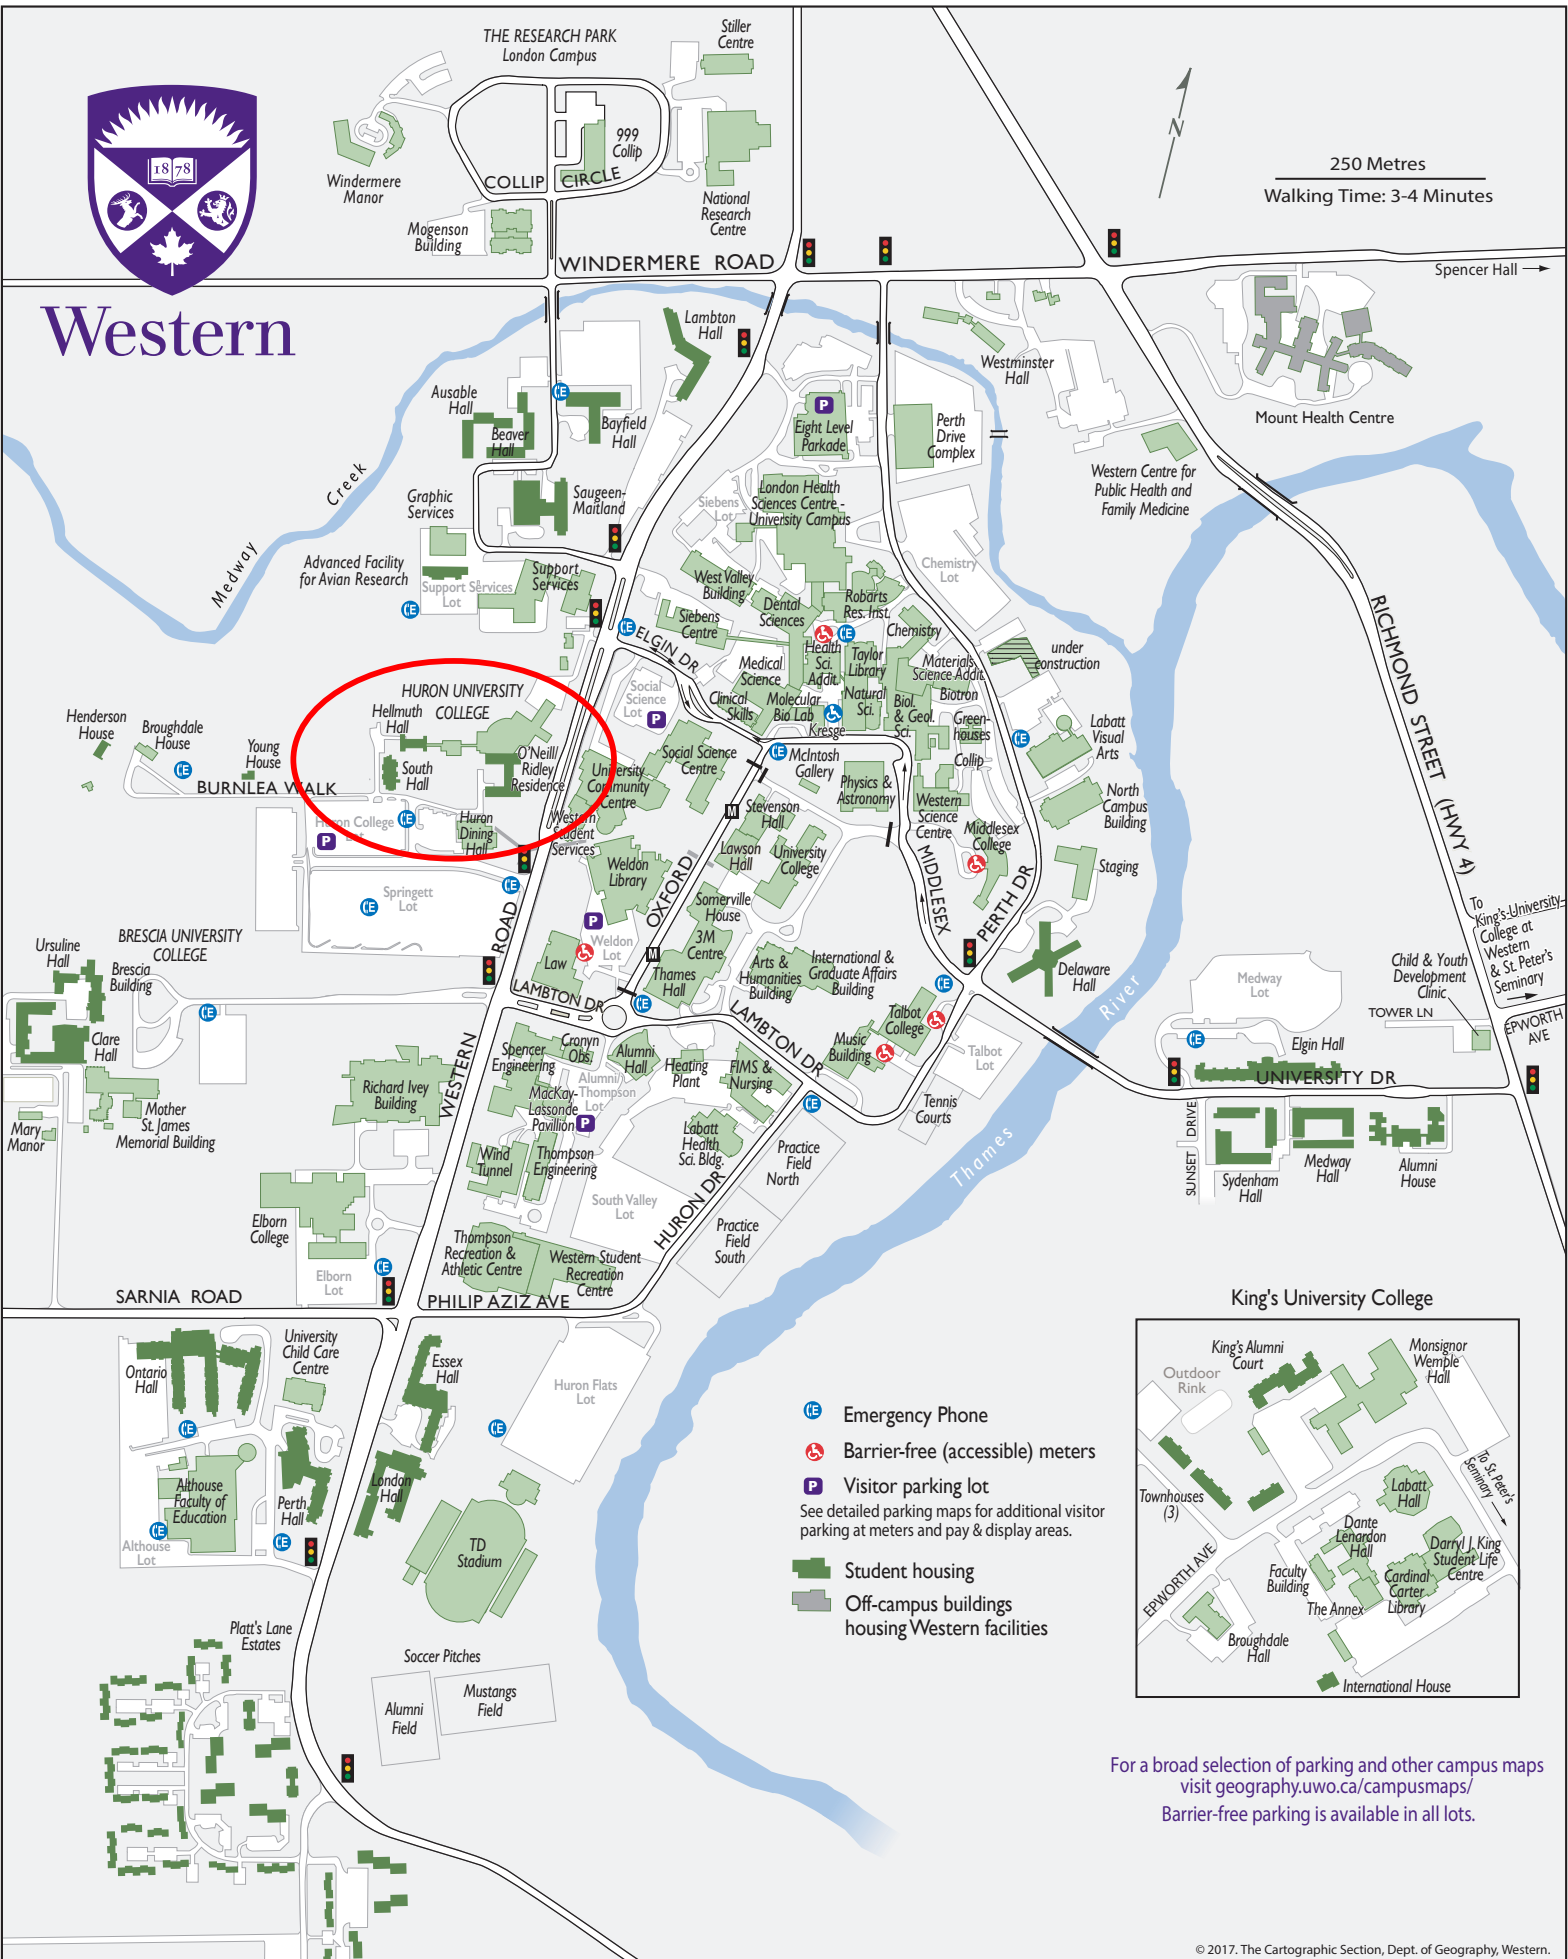 THE RESEARCH PARK
London Campus
Stiller
Centre
999
Collip
COLLIP CIRCLE
Windermere
Manor
Mogenson
Building
National
Research
Centre
1878
Western
N
250 Metres
Walking Time: 3-4 Minutes
WINDERMERE ROAD
Spencer Hall
Lambton
Hall
Westminster
Hall
Mount Health Centre
Ausable
Hall
Beaver
Hall
Bayfield
Hall
Eight Level
Parkade
P
Perth
Drive
Complex
Western Centre for
Public Health and
Family Medicine
Medway Creek
Graphic
Services
Saugeen-
Maitland
Siebens
Lot
London Health
Sciences Centre -
University Campus
Chemistry
Lot
Advanced Facility
for Avian Research
Support Services
Lot
Support
Services
West Valley
Building
Dental
Sciences
Robarts
Res. Inst.
Siebens
Centre
Chemistry
ELGIN DR
Health
Sci.
Addit.
Taylor
Library
Medical
Science
Materials
Science Addit.
Biotron
under
construction
RICHMOND STREET (HWY 4)
HURON UNIVERSITY
COLLEGE
Hellmuth
Hall
Social
Science
Lot
P
Clinical
Skills
Molecular
Bio Lab
Natural
Sci.
Kresge
Biol.
& Geol.
Sci.
Green-
houses
Collip
Labatt
Visual
Arts
Henderson
House
Broughdale
House
Young
House
BURNLEA WALK
South
Hall
O'Neill/
Ridley
Residence
University
Community
Centre
Social Science
Centre
McIntosh
Gallery
Physics &
Astronomy
Western
Science
Centre
North
Campus
Building
Huron College
Lot
P
Huron
Dining
Hall
Western
Student
Services
M
Stevenson
Hall
Lawson
Hall
University
College
Middlesex
College
Staging
MIDDLESEX
PERTH DR
Weldon
Library
OXFORD
Somerville
House
Springett
Lot
P
Weldon
Lot
M
3M
Centre
Thames
Hall
Law
Arts &
Humanities
Building
International &
Graduate Affairs
Building
Delaware
Hall
Medway
Lot
Child & Youth
Development
Clinic
To
King's University
College at
Western
& St. Peter's
Seminary
TOWER LN
EPWORTH
AVE
Ursuline
Hall
BRESCIA UNIVERSITY
COLLEGE
Brescia
Building
Clare
Hall
WESTERN ROAD
LAMBTON DR
LAMBTON DR
Talbot
College
Music
Building
Talbot
Lot
Tennis
Courts
Thames River
Elgin Hall
UNIVERSITY DR
SUNSET DRIVE
Sydenham
Hall
Medway
Hall
Alumni
House
Mary
Manor
Mother
St. James
Memorial Building
Richard Ivey
Building
Spencer
Engineering
Cronyn
Obs.
Alumni
Hall
Heating
Plant
FIMS &
Nursing
Alumni/
Thompson
Lot
MacKay-
Lassonde
Pavillion
P
Labatt
Health
Sci. Bldg.
Wind
Tunnel
Thompson
Engineering
South Valley
Lot
HURON DR
Practice
Field
North
Practice
Field
South
Elborn
College
Elborn
Lot
Thompson
Recreation &
Athletic Centre
Western Student
Recreation
Centre
SARNIA ROAD
PHILIP AZIZ AVE
Ontario
Hall
University
Child Care
Centre
Essex
Hall
Huron Flats
Lot
Althouse
Faculty of
Education
Althouse
Lot
Perth
Hall
London
Hall
TD
Stadium
Platt's Lane
Estates
Soccer Pitches
Alumni
Field
Mustangs
Field
E Emergency Phone
Barrier-free (accessible) meters
P Visitor parking lot
See detailed parking maps for additional visitor
parking at meters and pay & display areas.
Student housing
Off-campus buildings
housing Western facilities
King's University College
King's Alumni
Court
Monsignor
Wemple
Hall
Outdoor
Rink
To St. Peter's
Seminary
Townhouses
(3)
Labatt
Hall
Dante
Lenardon
Hall
Darryl J. King
Student Life
Centre
Faculty
Building
Cardinal
Carter
Library
The Annex
EPWORTH AVE
Broughdale
Hall
International House
For a broad selection of parking and other campus maps
visit geography.uwo.ca/campusmaps/
Barrier-free parking is available in all lots.
© 2017. The Cartographic Section, Dept. of Geography, Western